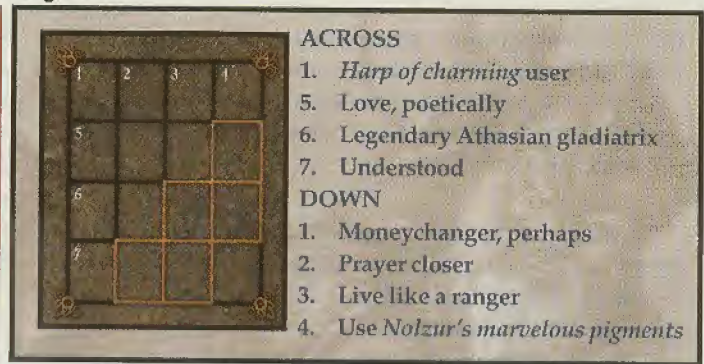 1 2 3 4
5
6
7
ACROSS
1. Harp of charming user
5. Love, poetically
6. Legendary Athasian gladiatrix
7. Understood
DOWN
1. Moneychanger, perhaps
2. Prayer closer
3. Live like a ranger
4. Use Nolzur's marvelous pigments